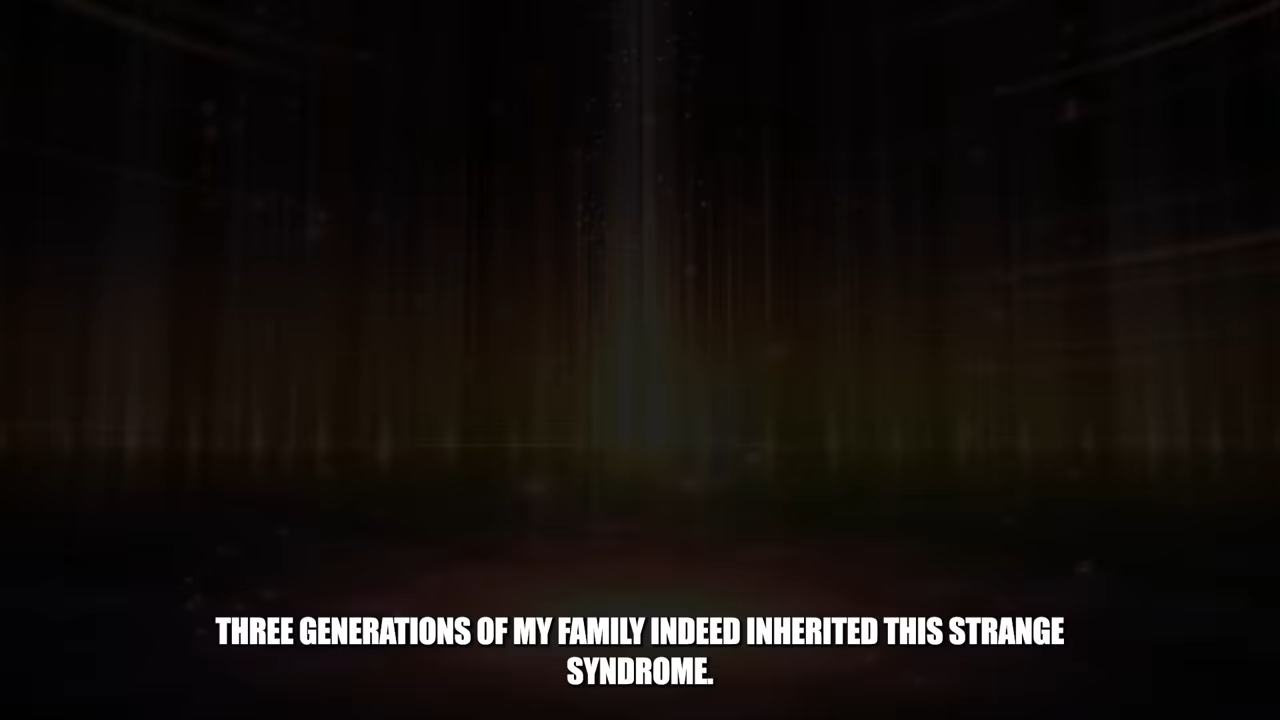 THREE GENERATIONS OF MY FAMILY INDEED INHERITED THIS STRANGE
SYNDROME.